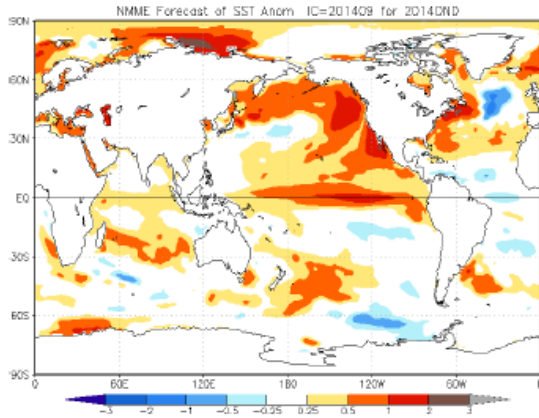 NMME Forecast of SST Anom IC=201409 for 2014OND
90N
60N
30N
EQ
30S
60S
90S
0 60E 120E 180 120W 60W 0
-3 -2 -1 -0.5 -0.25 0.25 0.5 1 2 3